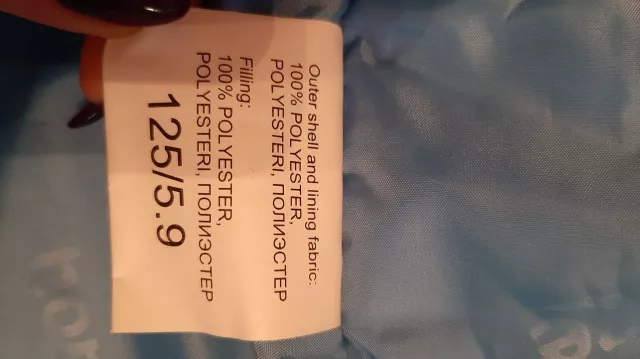 Outer shell and lining fabric:
100% POLYESTER,
POLYESTERI, ПОЛИЭСТЕР
Filling:
100% POLYESTER,
POLYESTERI, ПОЛИЭСТЕР
125/5.9